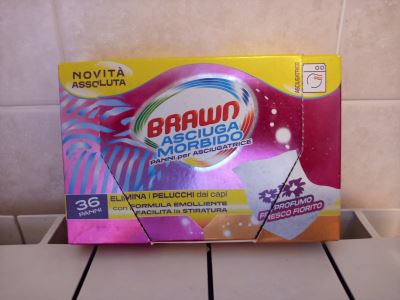 NOVITÀ
ASSOLUTA
ASCIUGATRICE
BRAWN
ASCIUGA
MORBIDO
PANNI per ASCIUGATRICE
36
PANNI
ELIMINA I PELUCCHI dai capi
con FORMULA EMOLLIENTE
FACILITA la STIRATURA
PROFUMO
FRESCO FIORITO